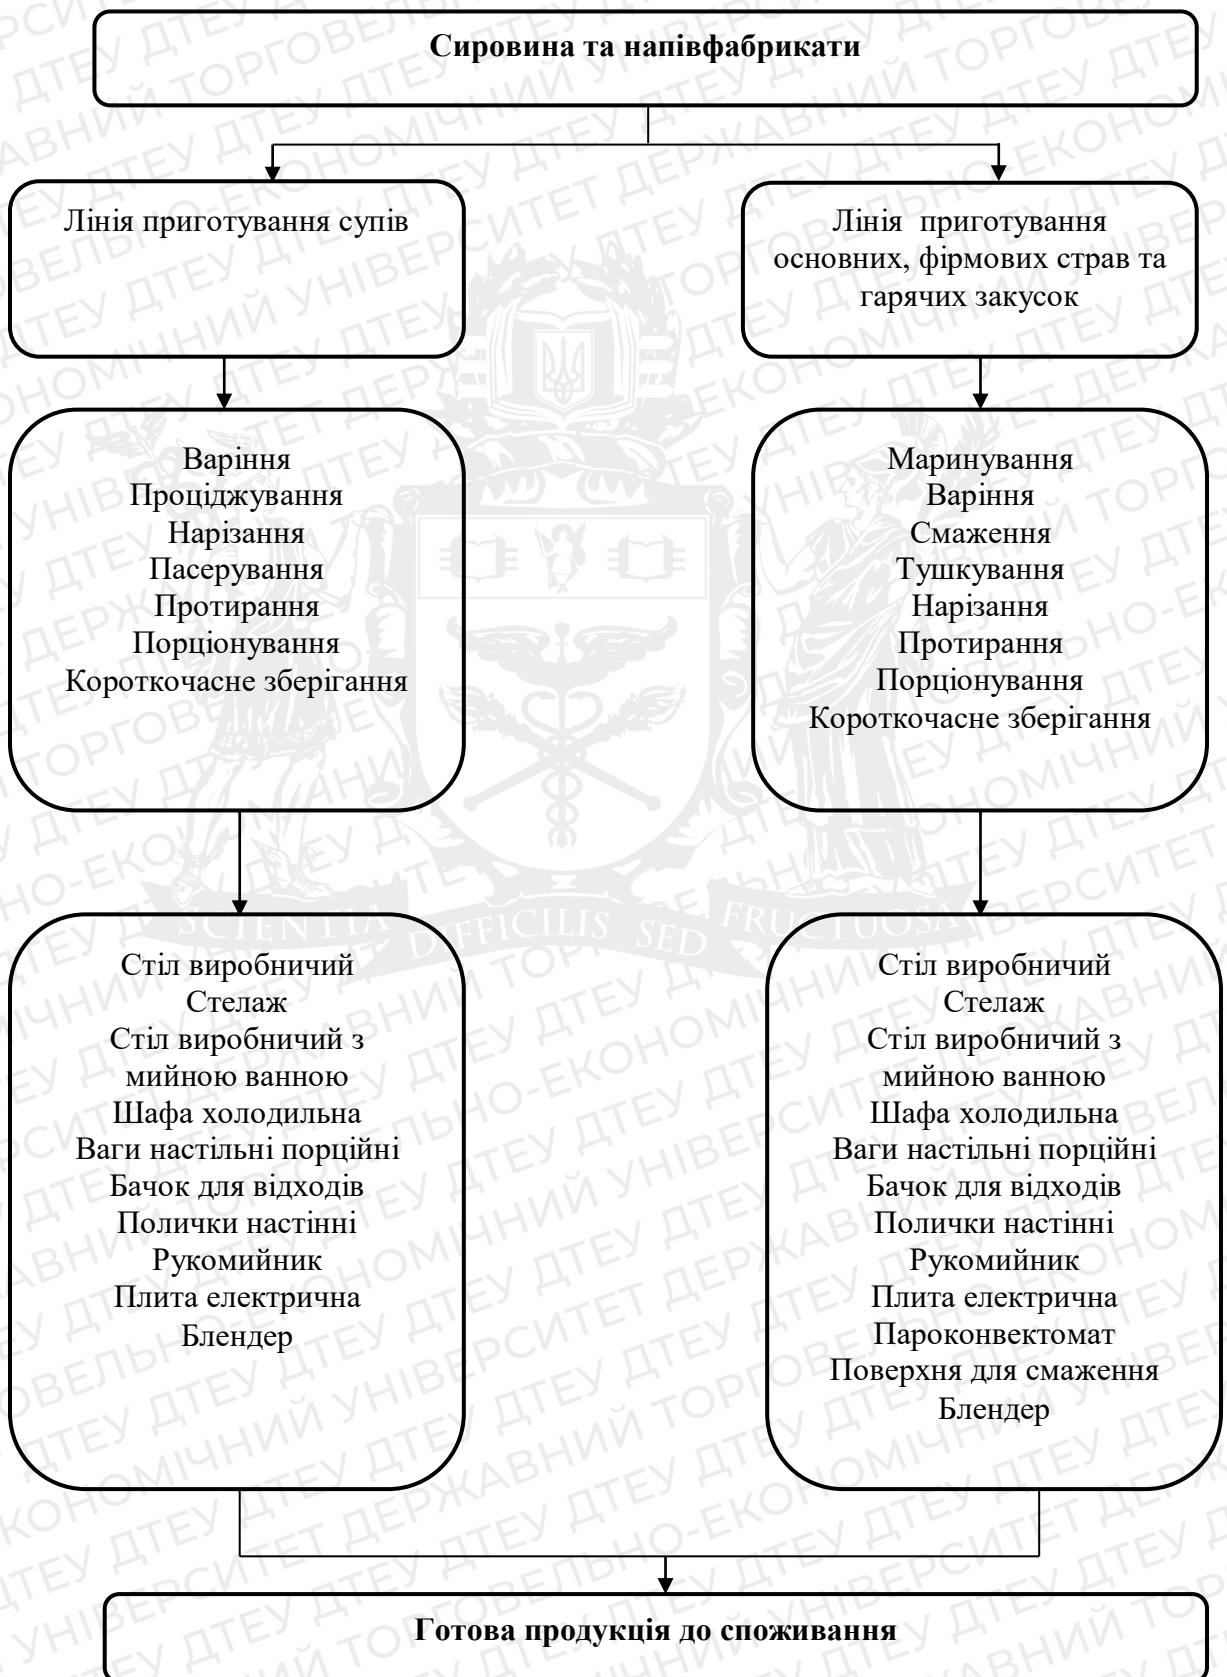 Сировина та напівфабрикати
Лінія приготування супів
Лінія приготування
основних, фірмових страв та
гарячих закусок
Варіння
Проціджування
Нарізання
Пасерування
Протирання
Порціонування
Короткочасне зберігання
Маринування
Варіння
Смаження
Тушкування
Нарізання
Протирання
Порціонування
Короткочасне зберігання
SCIENTIA DIFFICILIS SED FRUCTUOSA
Стіл виробничий
Стелаж
Стіл виробничий з
мийною ванною
Шафа холодильна
Ваги настільні порційні
Бачок для відходів
Полички настінні
Рукомийник
Плита електрична
Блендер
Стіл виробничий
Стелаж
Стіл виробничий з
мийною ванною
Шафа холодильна
Ваги настільні порційні
Бачок для відходів
Полички настінні
Рукомийник
Плита електрична
Пароконвектомат
Поверхня для смаження
Блендер
Готова продукція до споживання